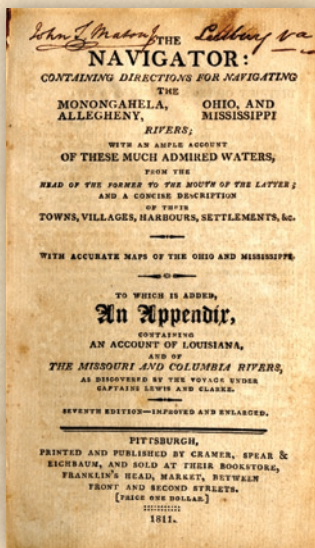 John T. Mason Leesburg Va
THE
NAVIGATOR:
CONTAINING DIRECTIONS FOR NAVIGATING
THE
MONONGAHELA, OHIO, AND
ALLEGHENY, MISSISSIPPI
RIVERS;
WITH AN AMPLE ACCOUNT
OF THESE MUCH ADMIRED WATERS,
FROM THE
HEAD OF THE FORMER TO THE MOUTH OF THE LATTER;
AND A CONCISE DESCRIPTION
OF THEIR
TOWNS, VILLAGES, HARBOURS, SETTLEMENTS, &c.
WITH ACCURATE MAPS OF THE OHIO AND MISSISSIPPI.
TO WHICH IS ADDED,
An Appendix,
CONTAINING
AN ACCOUNT OF LOUISIANA,
AND OF
THE MISSOURI AND COLUMBIA RIVERS,
AS DISCOVERED BY THE VOYAGE UNDER
CAPTAINS LEWIS AND CLARKE.
SEVENTH EDITION—IMPROVED AND ENLARGED.
PITTSBURGH,
PRINTED AND PUBLISHED BY CRAMER, SPEAR &
EICHBAUM, AND SOLD AT THEIR BOOKSTORE,
FRANKLIN'S HEAD, MARKET, BETWEEN
FRONT AND SECOND STREETS.
[PRICE ONE DOLLAR.]
1811.